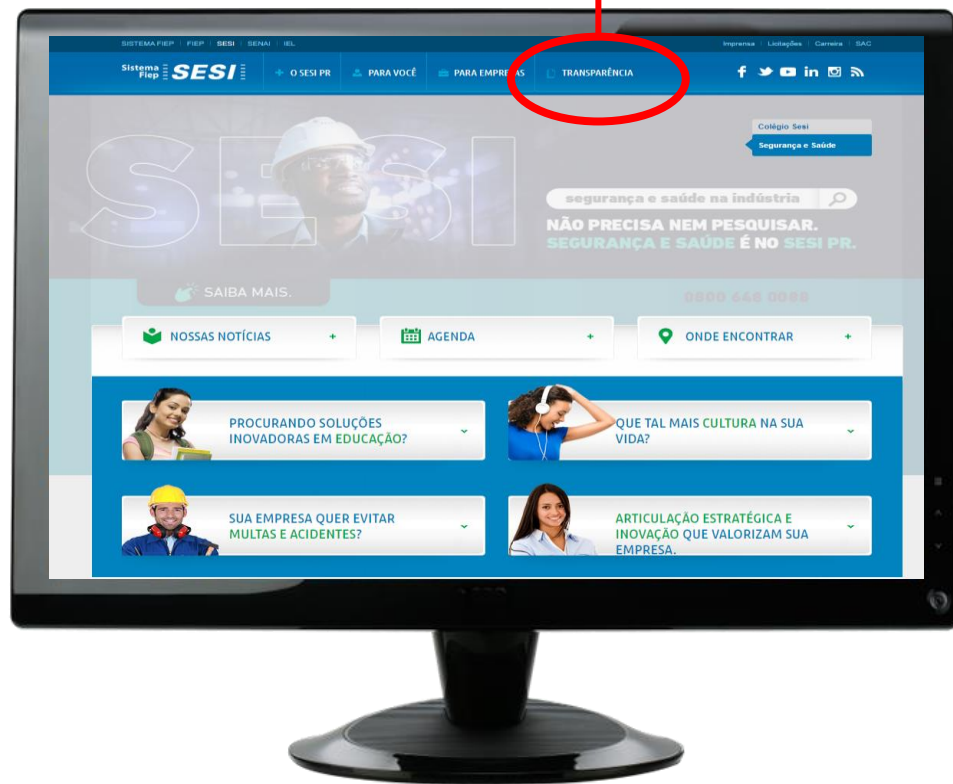 SISTEMA FIEP | FIEP | SESI | SENAI | IEL
Imprensa | Licitações | Carreira | SAC
Sistema Fiep SESI
O SESI PR
PARA VOCÊ
PARA EMPRESAS
TRANSPARÊNCIA
Colégio Sesi
Segurança e Saúde
SESI
segurança e saúde na indústria
NÃO PRECISA NEM PESQUISAR.
SEGURANÇA E SAÚDE É NO SESI PR.
SAIBA MAIS.
NOSSAS NOTÍCIAS +
AGENDA +
ONDE ENCONTRAR +
PROCURANDO SOLUÇÕES
INOVADORAS EM EDUCAÇÃO?
QUE TAL MAIS CULTURA NA SUA
VIDA?
SUA EMPRESA QUER EVITAR
MULTAS E ACIDENTES?
ARTICULAÇÃO ESTRATÉGICA E
INOVAÇÃO QUE VALORIZAM SUA
EMPRESA.